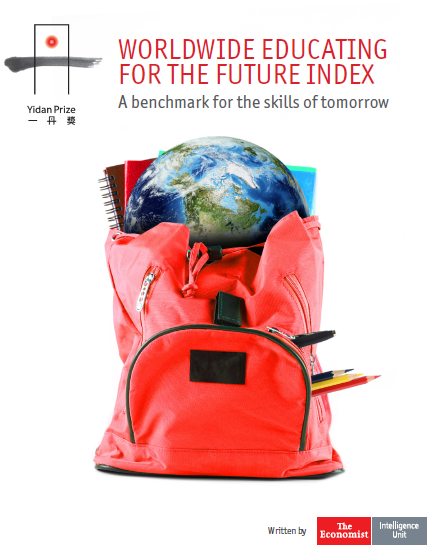 WORLDWIDE EDUCATING
FOR THE FUTURE INDEX
A benchmark for the skills of tomorrow
Yidan Prize
一 丹 獎
Written by
The
Economist
Intelligence
Unit